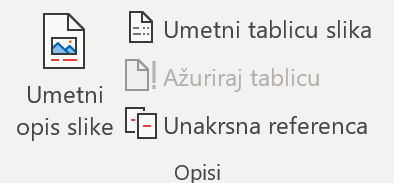 Umetni
opis slike
Umetni tablicu slika
Ažuriraj tablicu
Unakrsna referenca
Opisi